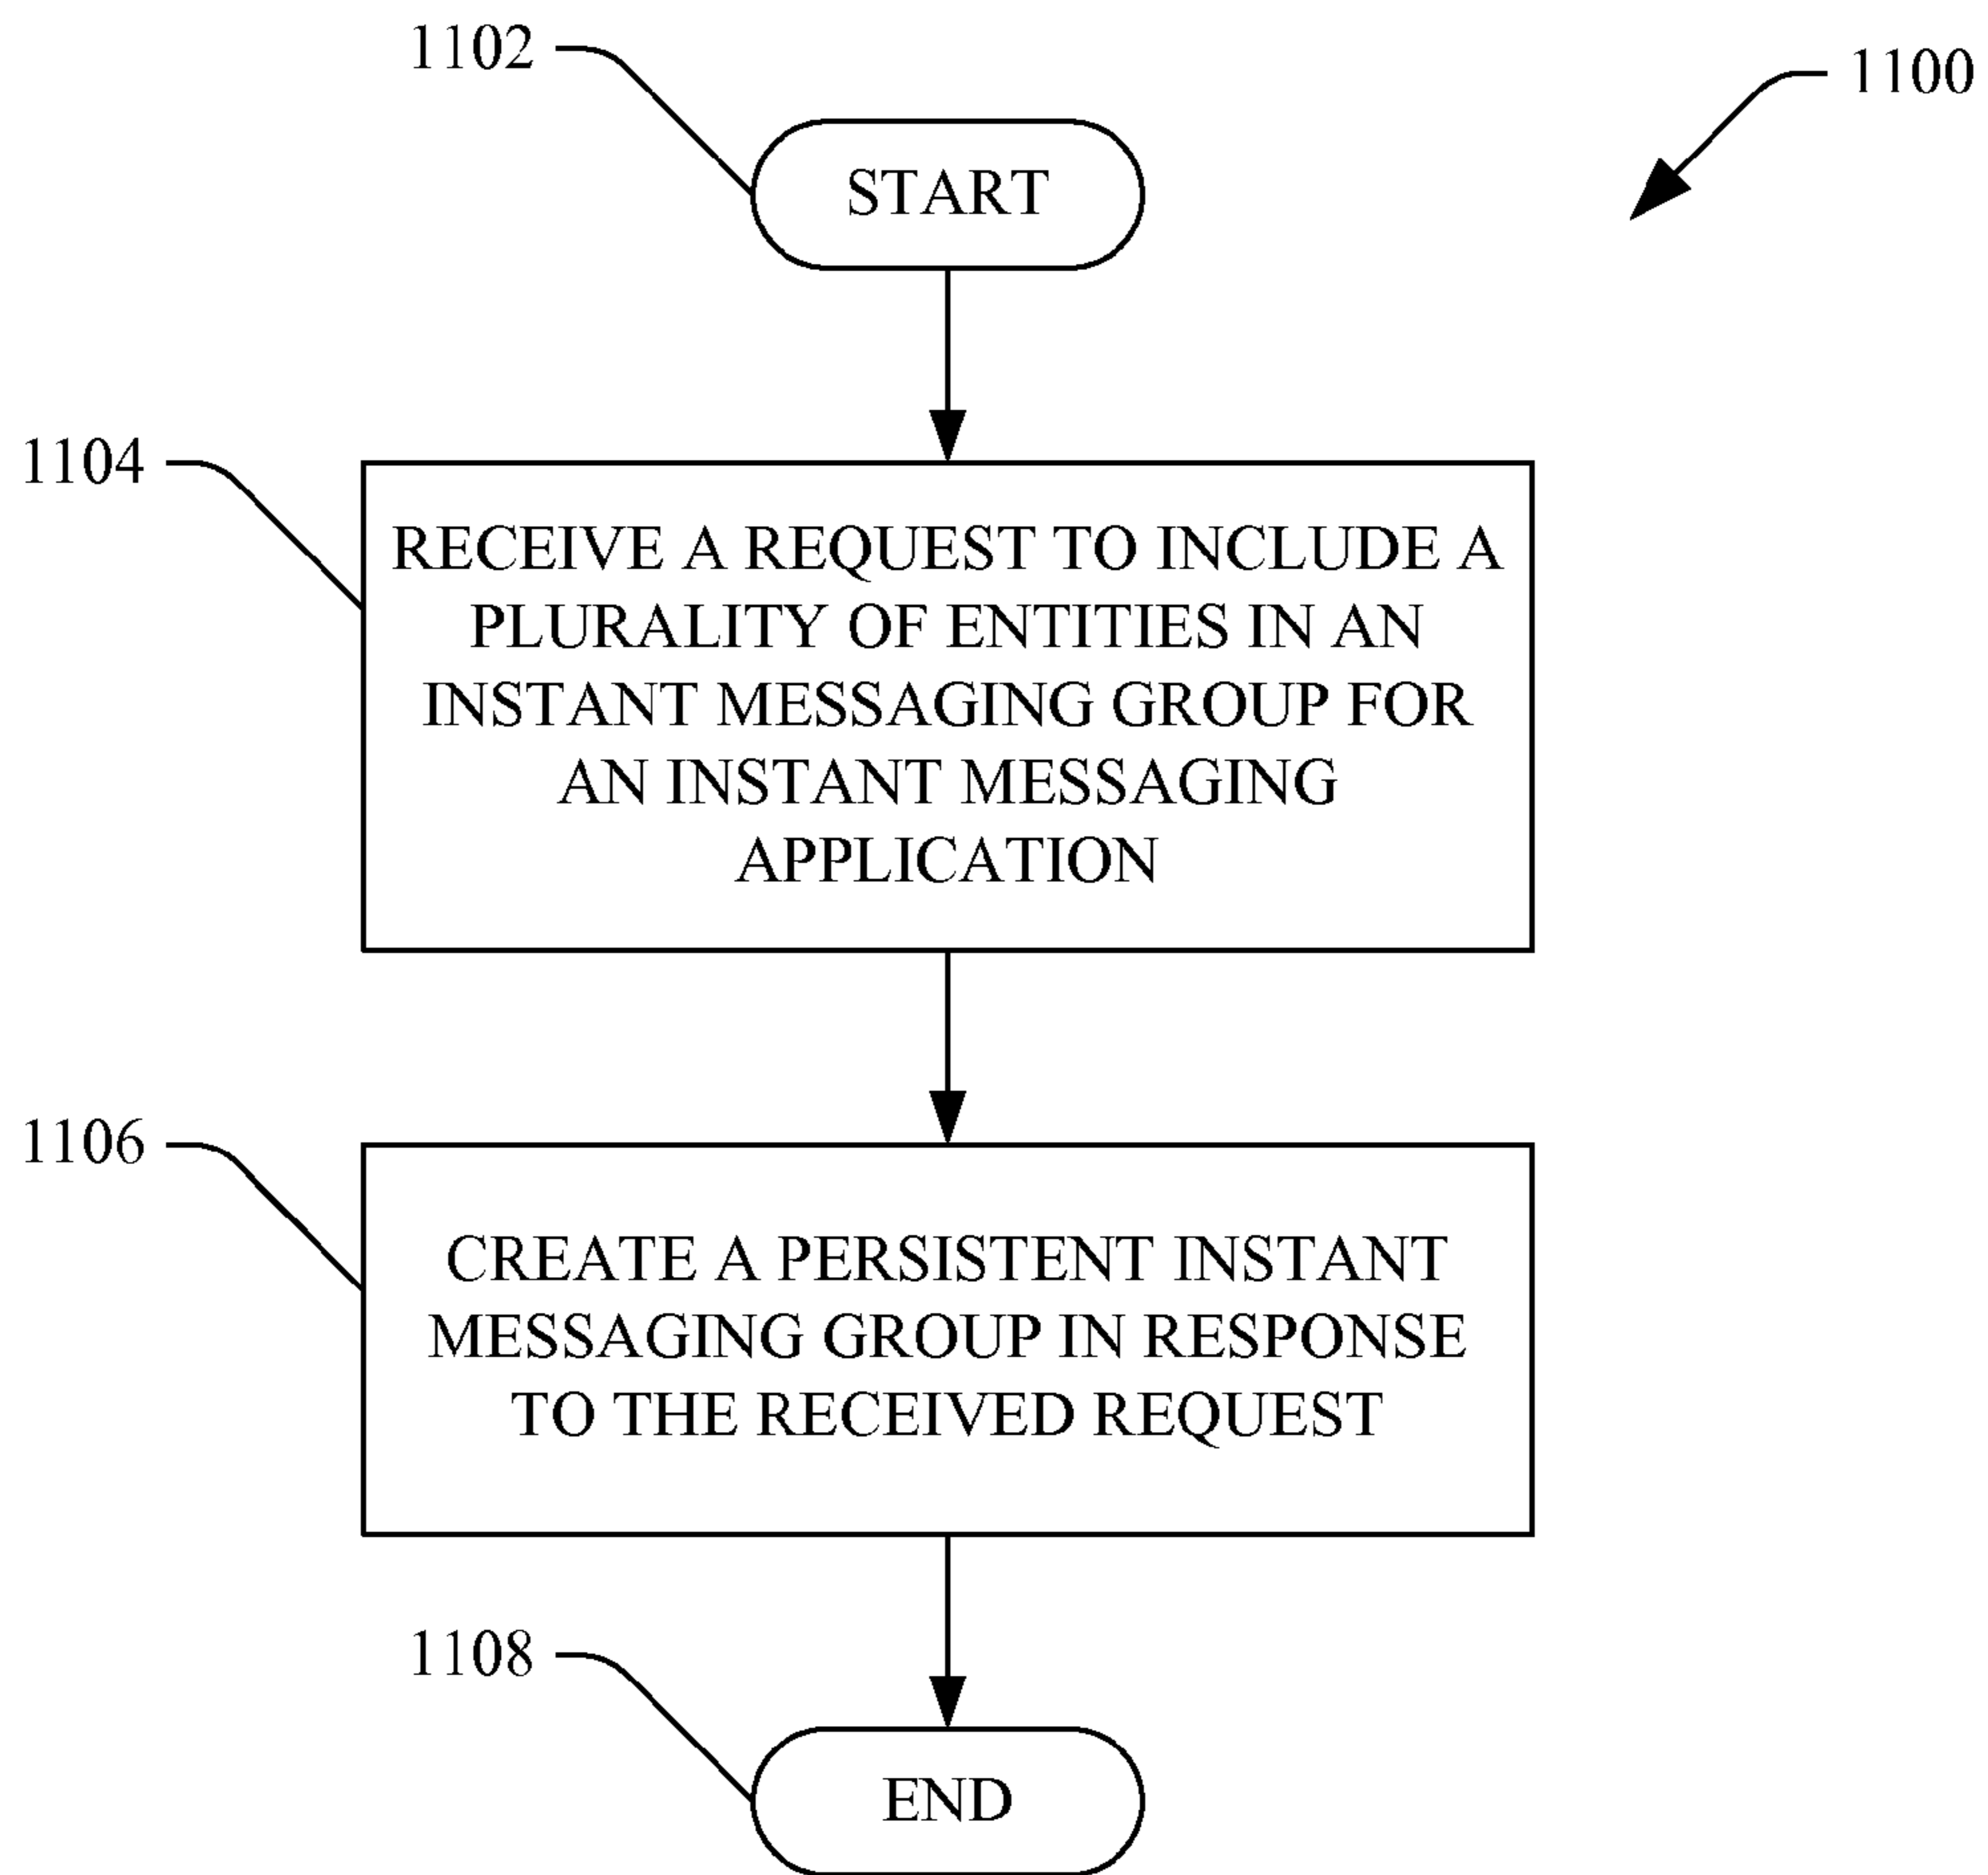 1102
1100
START
1104
RECEIVE A REQUEST TO INCLUDE A
PLURALITY OF ENTITIES IN AN
INSTANT MESSAGING GROUP FOR
AN INSTANT MESSAGING
APPLICATION
1106
CREATE A PERSISTENT INSTANT
MESSAGING GROUP IN RESPONSE
TO THE RECEIVED REQUEST
1108
END